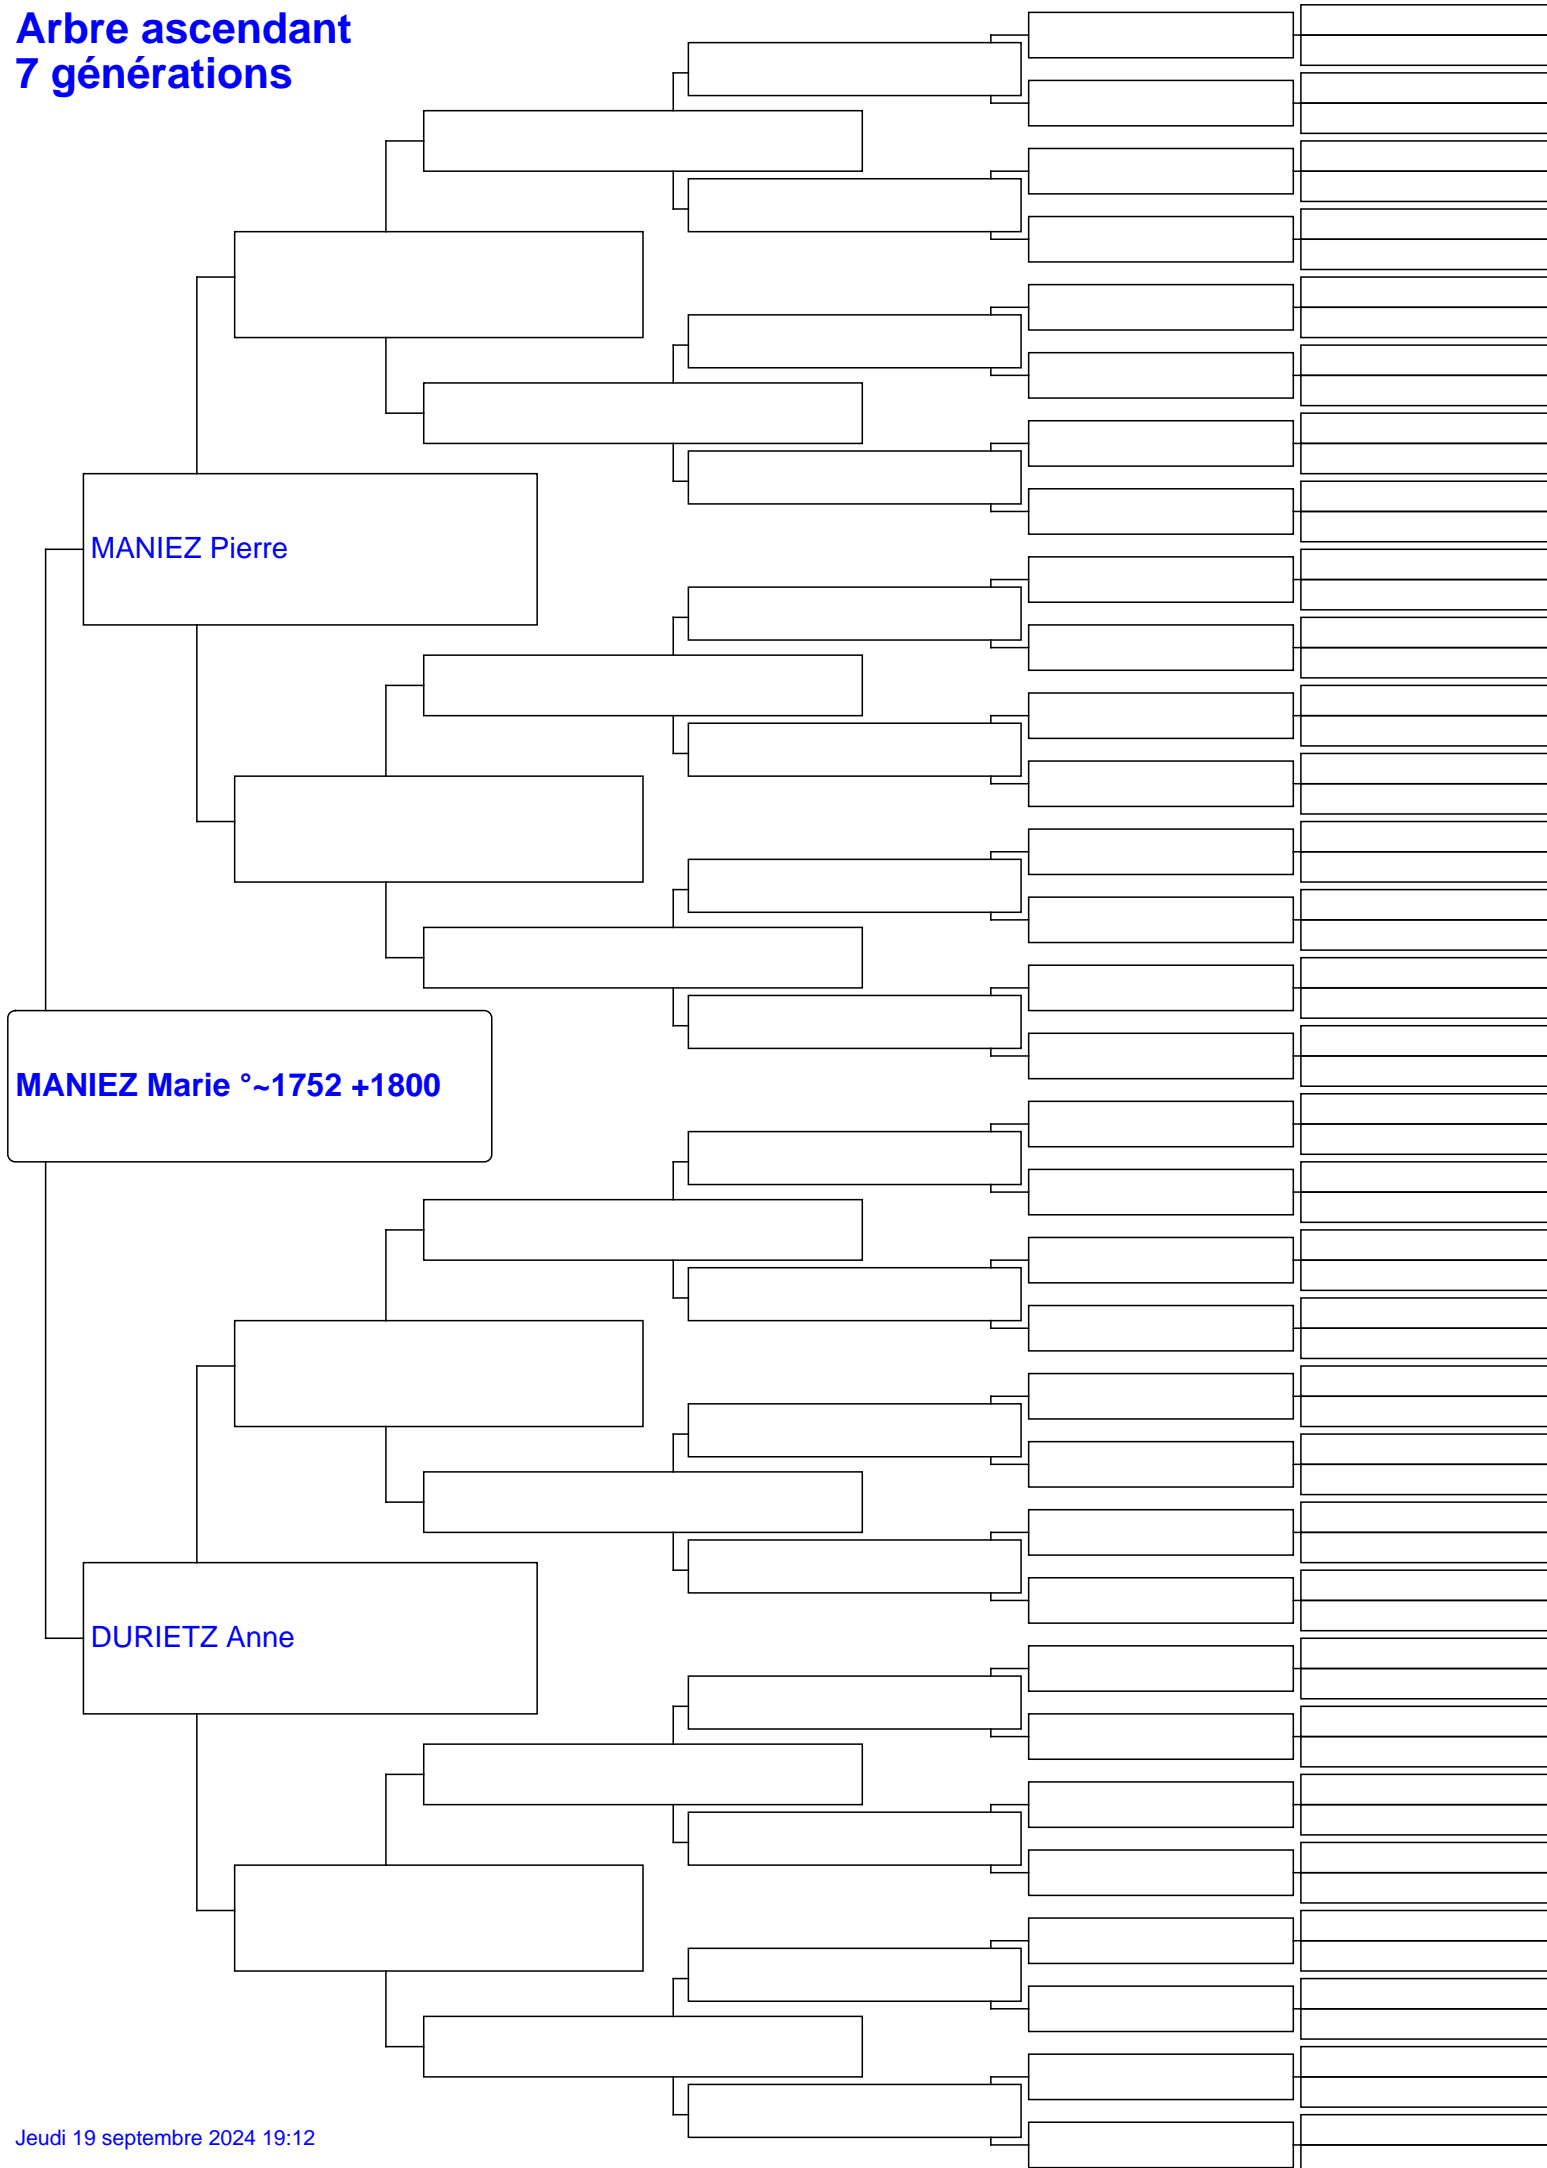 Arbre ascendant
7 générations
MANIEZ Pierre
MANIEZ Marie °~1752 +1800
DURIETZ Anne
Jeudi 19 septembre 2024 19:12